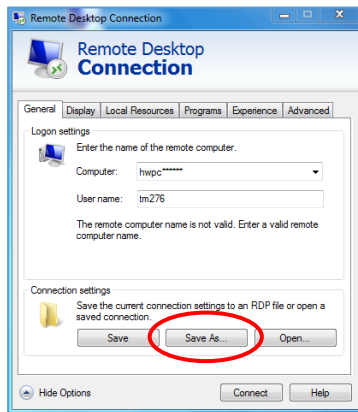 Remote Desktop Connection
Remote Desktop
Connection
General Display Local Resources Programs Experience Advanced
Logon settings
Enter the name of the remote computer.
Computer: hwpc******
User name: tm276
The remote computer name is not valid. Enter a valid remote
computer name.
Connection settings
Save the current connection settings to an RDP file or open a
saved connection.
Save Save As... Open...
Hide Options Connect Help